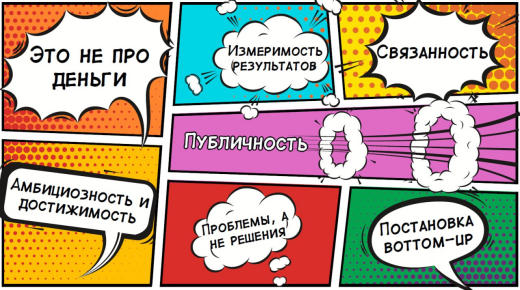 Это не про
деньги
Измеримость
результатов
Связанность
Публичность
Амбициозность и
достижимость
Проблемы, а
не решения
Постановка
bottom-up